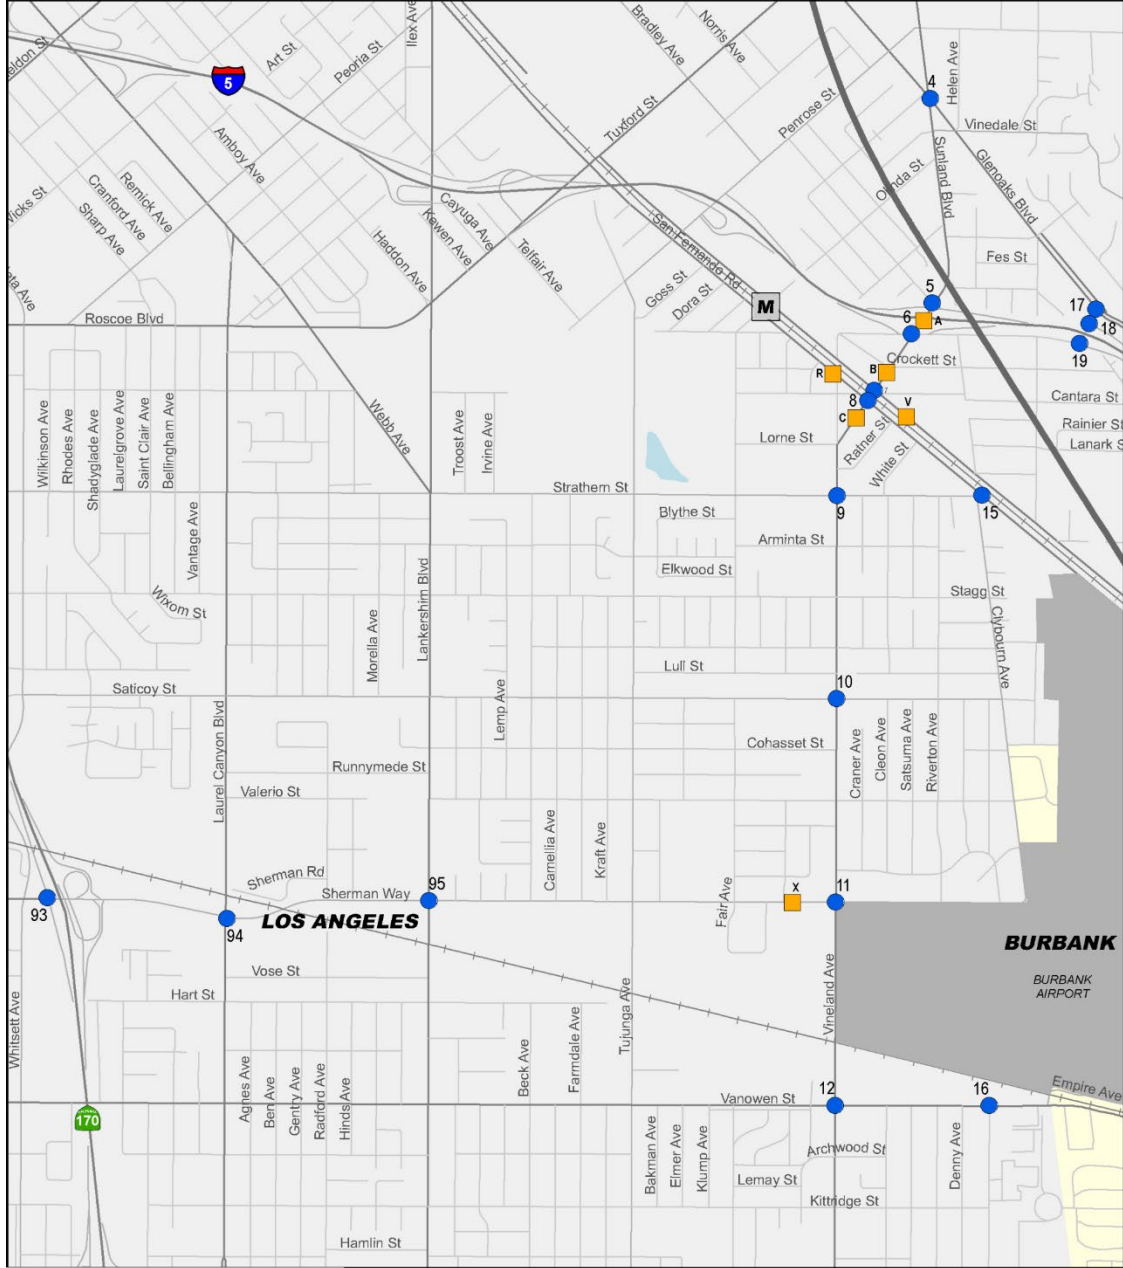 Ilex Ave
Bradley Ave
Norris Ave
eldon St
Art St
Peoria St
5
4
Helen Ave
Tuxford St
Penrose St
Vinedale St
Amboy Ave
Sunland Blvd
Glenoaks Blvd
Wicks St
Remick Ave
Cranford Ave
Sharp Ave
Olinda St
Haddon Ave
Cayuga Ave
Kewen Ave
Telfair Ave
San Fernando Rd
Fes St
ata Ave
Goss St
Dora St
M
5
17
Roscoe Blvd
6
A
18
19
Crockett St
R
B
7
8
V
Cantara St
C
Webb Ave
Wilkinson Ave
Rhodes Ave
Shadyglade Ave
Laurelgrove Ave
Saint Clair Ave
Bellingham Ave
Troost Ave
Irvine Ave
Lorne St
Ratner St
White St
Rainier St
Lanark S
Strathern St
9
15
Vantage Ave
Blythe St
Arminta St
Elkwood St
Wixom St
Lankershim Blvd
Stagg St
Clybourn Ave
Morella Ave
Lull St
Saticoy St
10
Laurel Canyon Blvd
Lemp Ave
Cohasset St
Craner Ave
Cleon Ave
Satsuma Ave
Riverton Ave
Runnymede St
Valerio St
Camellia Ave
Kraft Ave
Sherman Rd
Sherman Way
95
X
11
93
94
LOS ANGELES
Fair Ave
BURBANK
Vose St
BURBANK
AIRPORT
Hart St
Whitsett Ave
Tujunga Ave
Vineland Ave
Agnes Ave
Ben Ave
Gentry Ave
Radford Ave
Hinds Ave
Beck Ave
Farmdale Ave
Empire Ave
Vanowen St
12
16
170
Bakman Ave
Elmer Ave
Klump Ave
Archwood St
Denny Ave
Lemay St
Kittridge St
Hamlin St